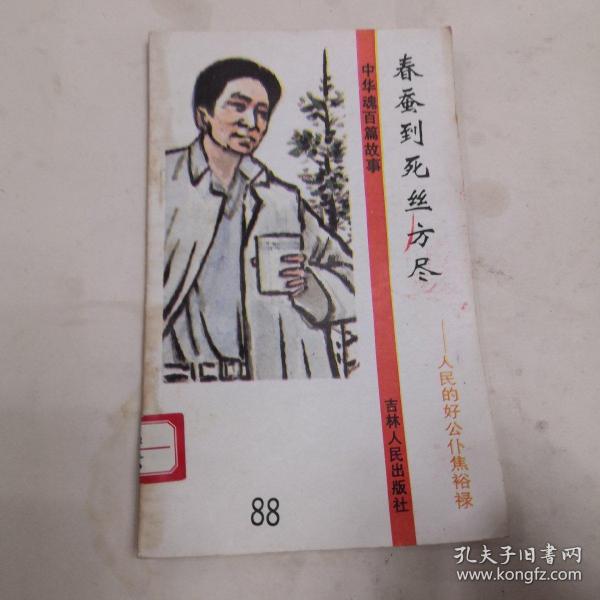 春蚕到死丝方尽
——人民的好公仆焦裕禄
中华魂百篇故事
吉林人民出版社
88
孔夫子旧书网
www.kongfz.com